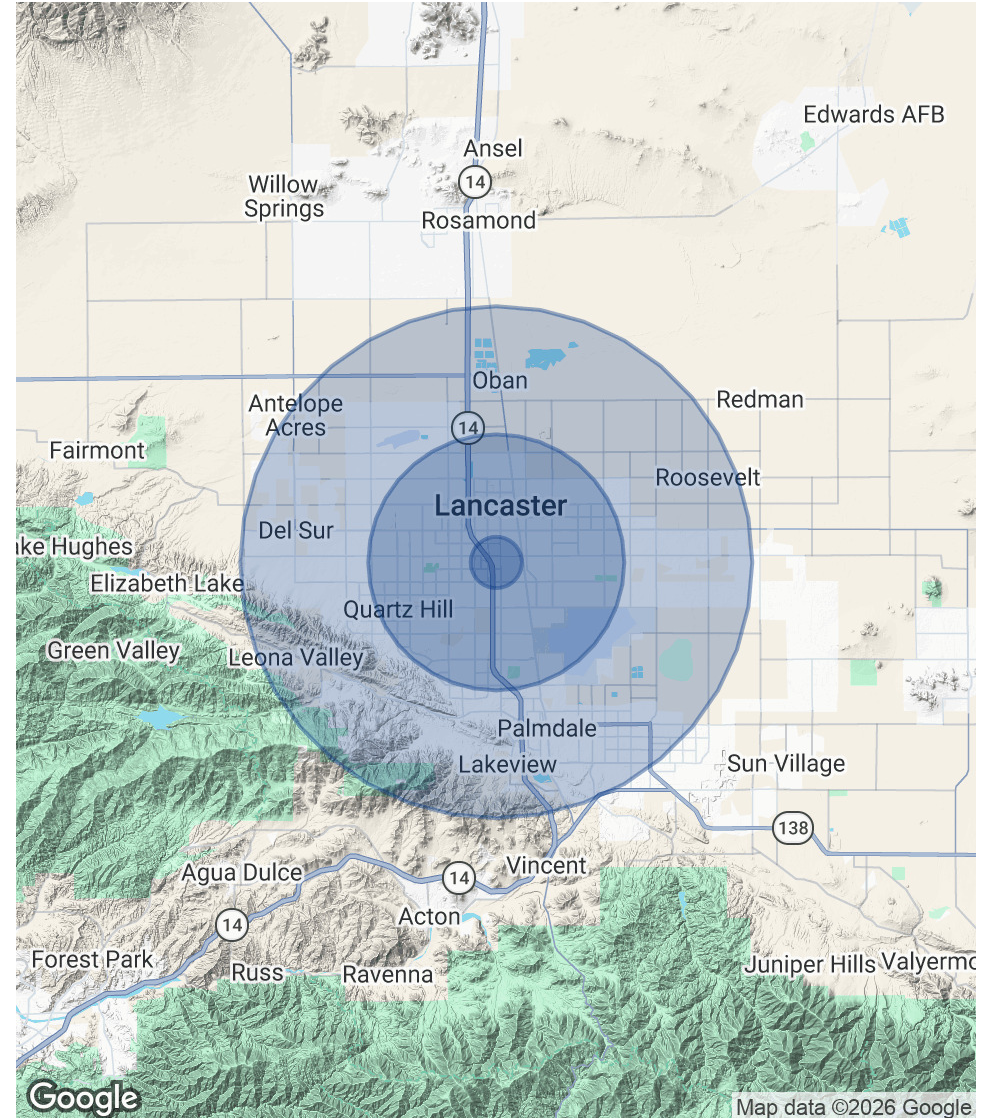 Edwards AFB
Ansel
14
Willow
Springs
Rosamond
Oban
Redman
Antelope
Acres
14
Fairmont
Roosevelt
Lancaster
Del Sur
ake Hughes
Elizabeth Lake
Quartz Hill
Green Valley
Leona Valley
Palmdale
Lakeview
Sun Village
138
Vincent
Agua Dulce
14
Acton
14
Forest Park
Russ
Ravenna
Juniper Hills
Valyermo
Google
Map data ©2026 Google